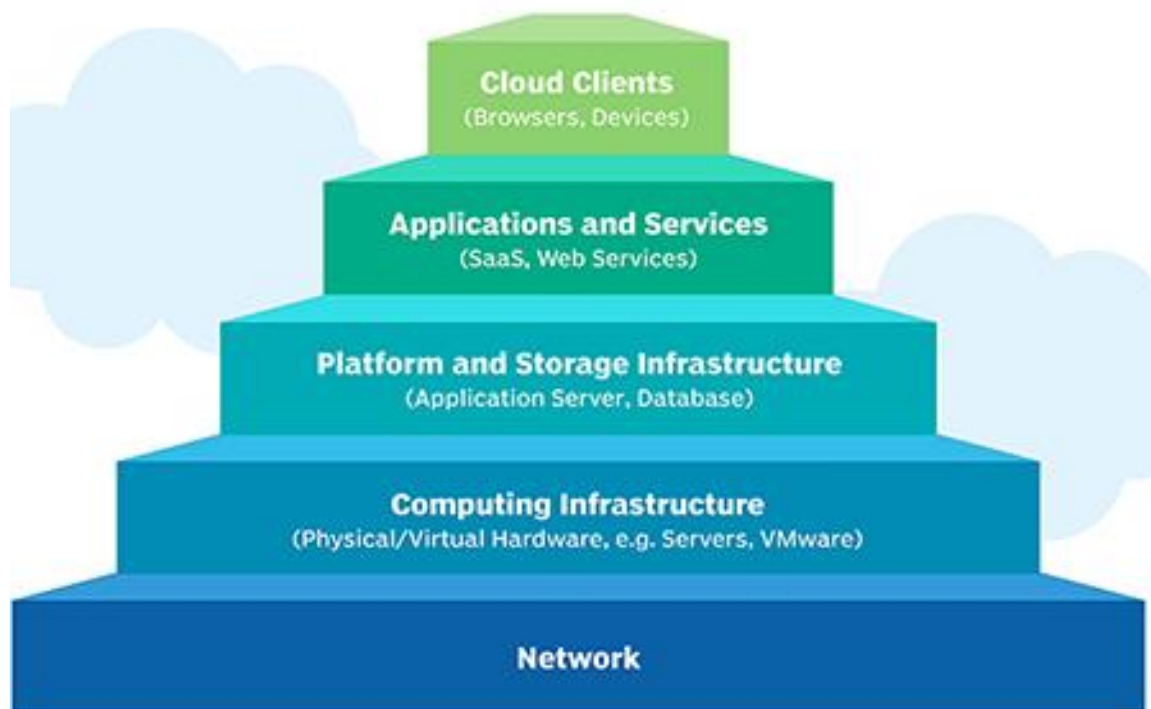 Cloud Clients
(Browsers, Devices)
Applications and Services
(SaaS, Web Services)
Platform and Storage Infrastructure
(Application Server, Database)
Computing Infrastructure
(Physical/Virtual Hardware, e.g. Servers, VMware)
Network